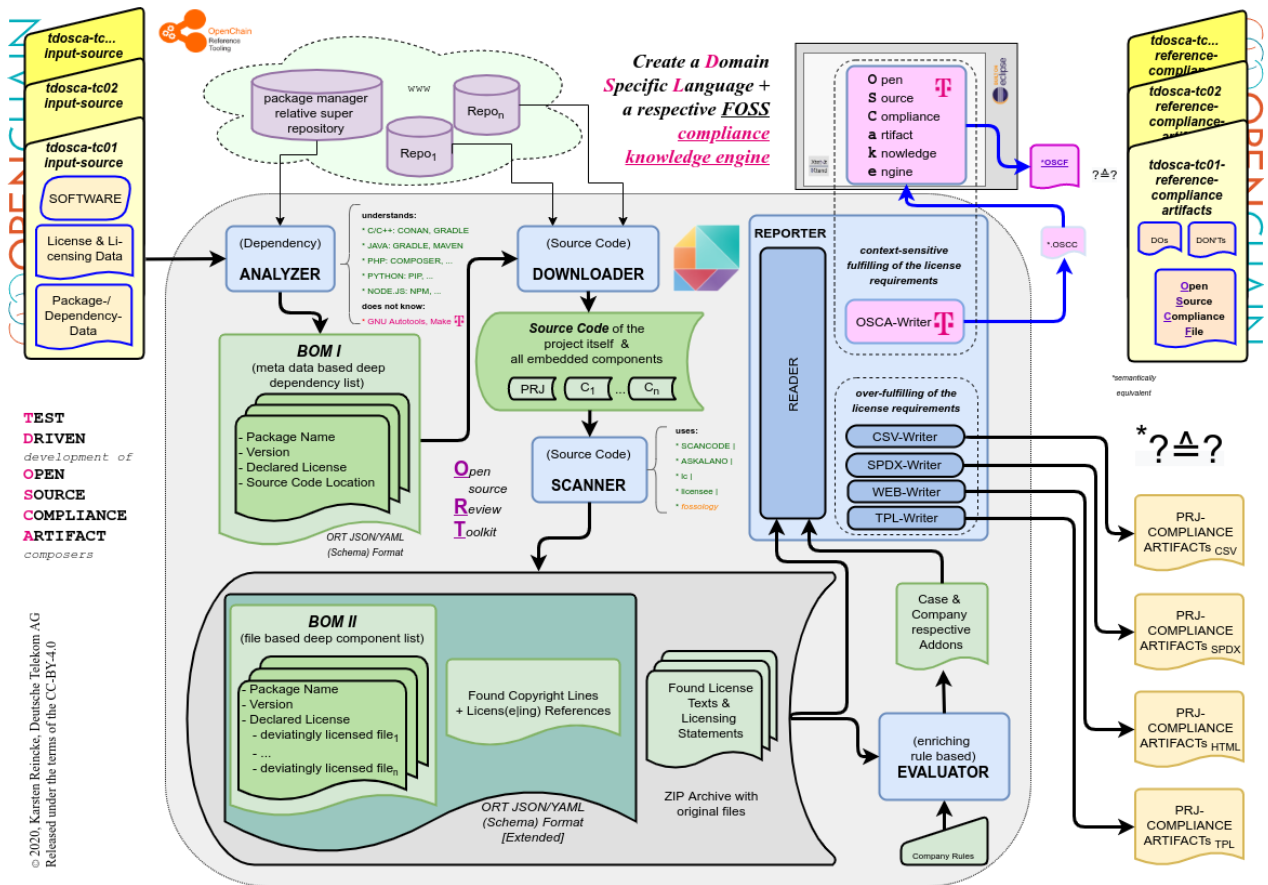 tdosca-tc...
input-source
tdosca-tc02
input-source
tdosca-tc01
input-source
SOFTWARE
License & Li-
censing Data
Package-/
Dependency-
Data
OpenChain
Reference
Tooling
package manager
relative super
repository
www
Repo1
Repon
Create a Domain
Specific Language +
a respective FOSS
compliance
knowledge engine
Open
Source
Compliance
artifact
knowledge
engine
eclipse
*OSCF
?≙?
*.OSCC
tdosca-tc...
reference-
tdosca-tc02
reference-
compliance-
tdosca-tc01-
reference-
compliance
artifacts
DOs
DON'Ts
Open
Source
Compliance
File
*semantically
equivalent
*?≙?
(Dependency)
ANALYZER
understands:
* C/C++: CONAN, GRADLE
* JAVA: GRADLE, MAVEN
* PHP: COMPOSER, ...
* PYTHON: PIP, ...
* NODE.JS: NPM, ...
does not know:
* GNU Autotools, Make
(Source Code)
DOWNLOADER
BOM I
(meta data based deep
dependency list)
- Package Name
- Version
- Declared License
- Source Code Location
ORT JSON/YAML
(Schema) Format
Source Code of the
project itself &
all embedded components
PRJ
C1
...
Cn
(Source Code)
SCANNER
uses:
* SCANCODE |
* ASKALANO |
* lc |
* licensee |
* fossology
Open
source
Review
Toolkit
REPORTER
READER
context-sensitive
fulfilling of the license
requirements
OSCA-Writer
over-fulfilling of the
license requirements
CSV-Writer
SPDX-Writer
WEB-Writer
TPL-Writer
TEST
DRIVEN
development of
OPEN
SOURCE
COMPLIANCE
ARTIFACT
composers
© 2020, Karsten Reincke, Deutsche Telekom AG
Released under the terms of the CC-BY-4.0
BOM II
(file based deep component list)
- Package Name
- Version
- Declared License
- deviatingly licensed file1
- ...
- deviatingly licensed filen
Found Copyright Lines
+ Licens(e|ing) References
ORT JSON/YAML
(Schema) Format
[Extended]
Found License
Texts &
Licensing
Statements
ZIP Archive with
original files
Case &
Company
respective
Addons
(enriching
rule based)
EVALUATOR
Company Rules
PRJ-
COMPLIANCE
ARTIFACTs CSV
PRJ-
COMPLIANCE
ARTIFACTs SPDX
PRJ-
COMPLIANCE
ARTIFACTs HTML
PRJ-
COMPLIANCE
ARTIFACTs TPL